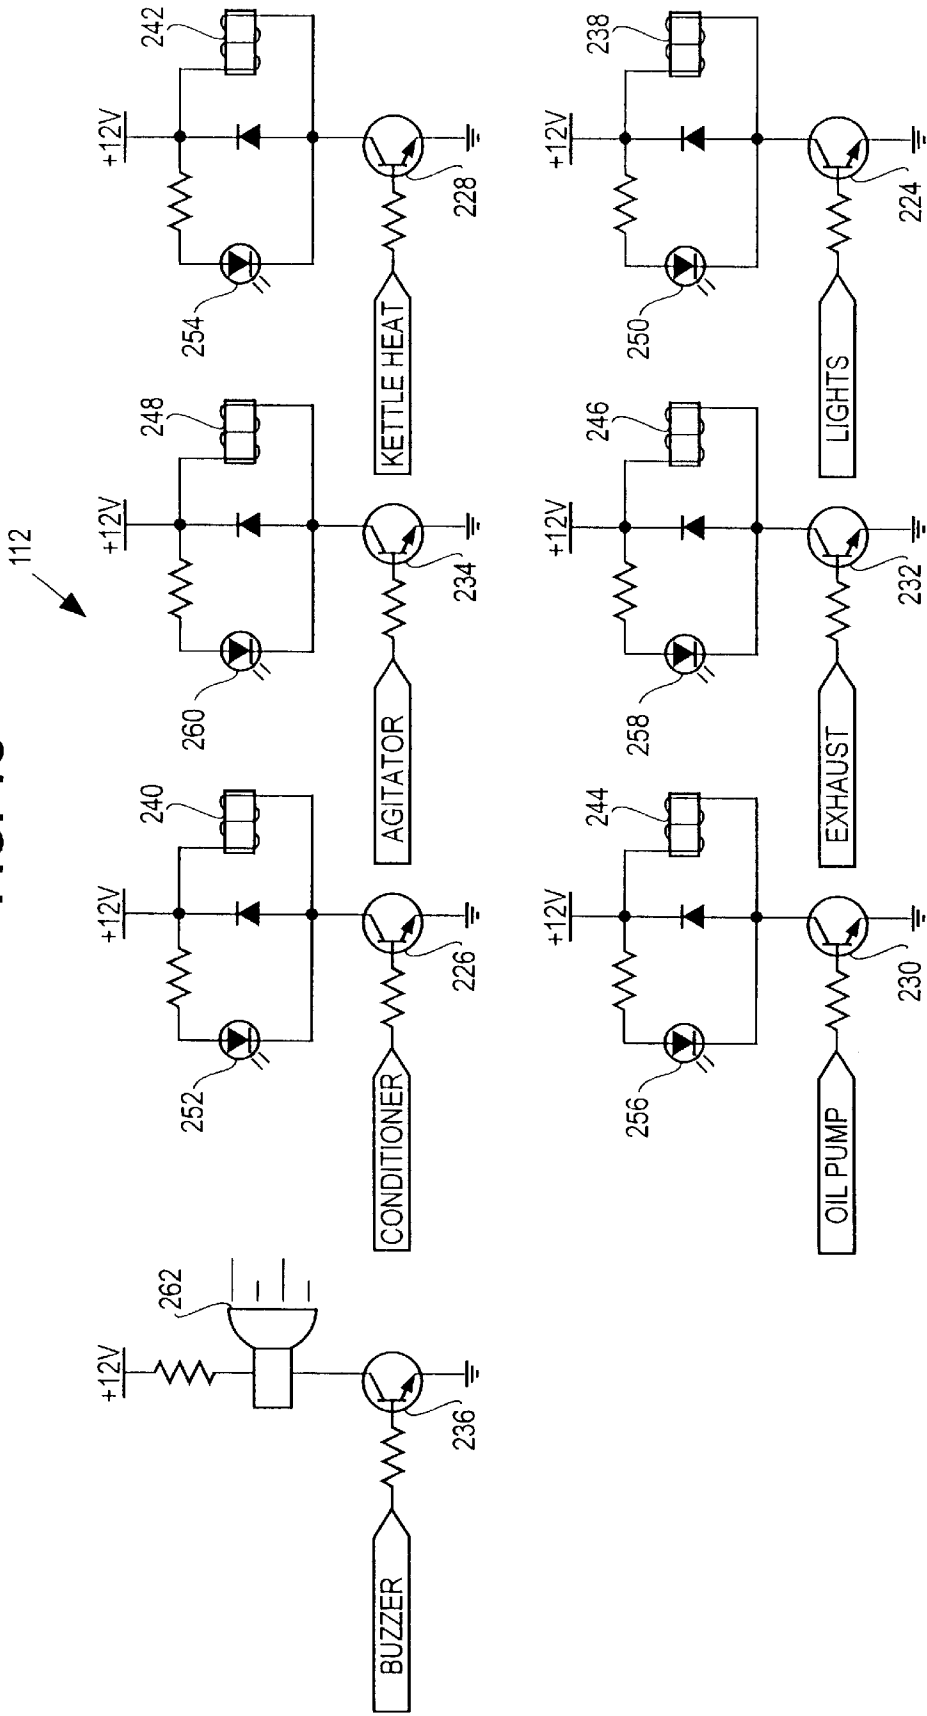 112
+12V
262
BUZZER
236
+12V
240
252
CONDITIONER
226
+12V
248
260
AGITATOR
234
+12V
242
254
KETTLE HEAT
228
+12V
244
256
OIL PUMP
230
+12V
246
258
EXHAUST
232
+12V
238
250
LIGHTS
224